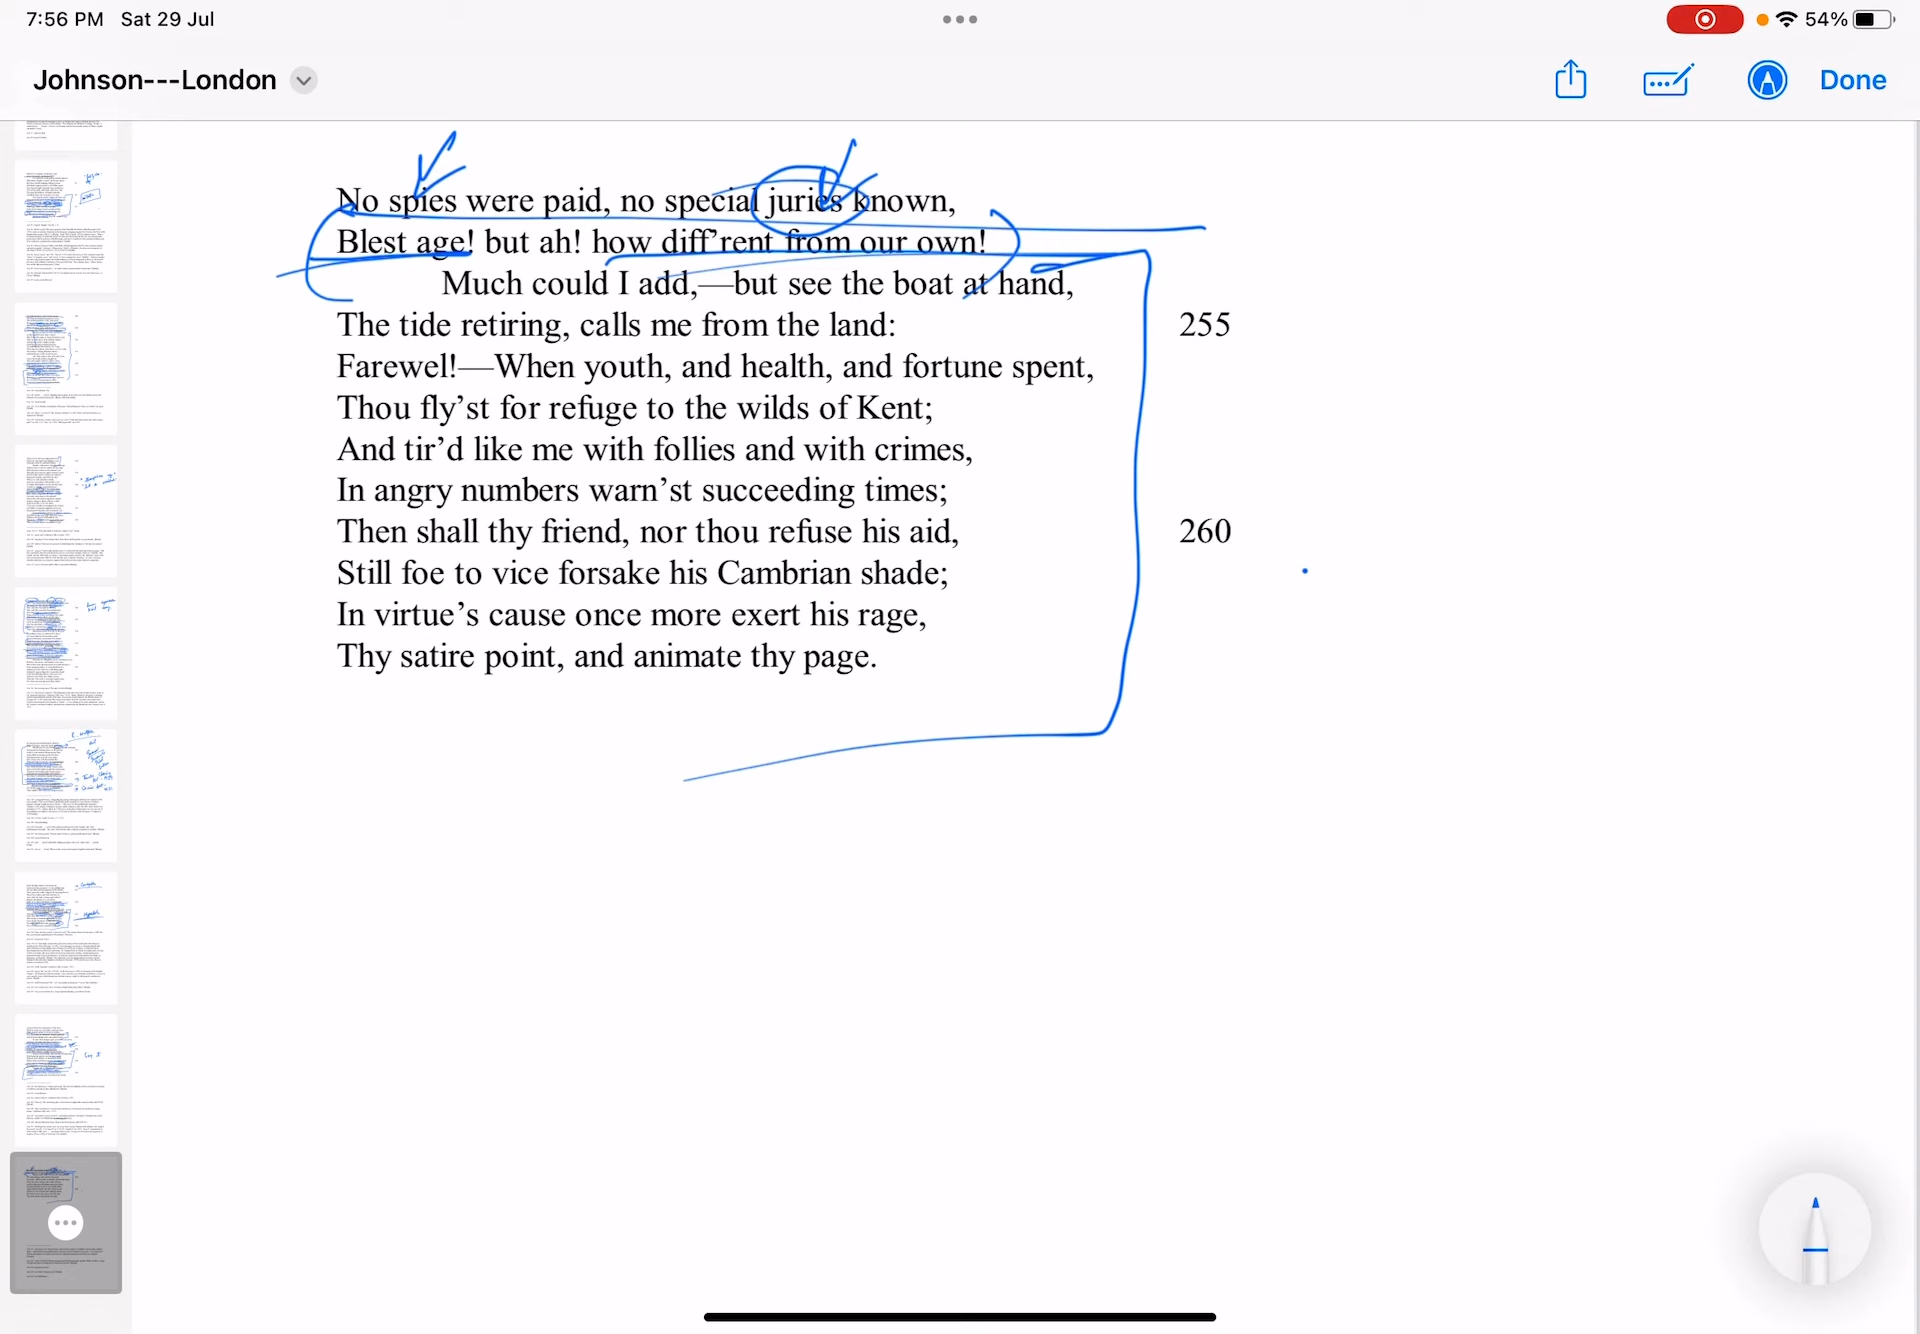 7:56 PM Sat 29 Jul
54%
Johnson---London
Done
No spies were paid, no special juries known,
Blest age! but ah! how diff’rent from our own!
Much could I add,—but see the boat at hand,
The tide retiring, calls me from the land: 255
Farewel!—When youth, and health, and fortune spent,
Thou fly’st for refuge to the wilds of Kent;
And tir’d like me with follies and with crimes,
In angry numbers warn’st succeeding times;
Then shall thy friend, nor thou refuse his aid, 260
Still foe to vice forsake his Cambrian shade;
In virtue’s cause once more exert his rage,
Thy satire point, and animate thy page.